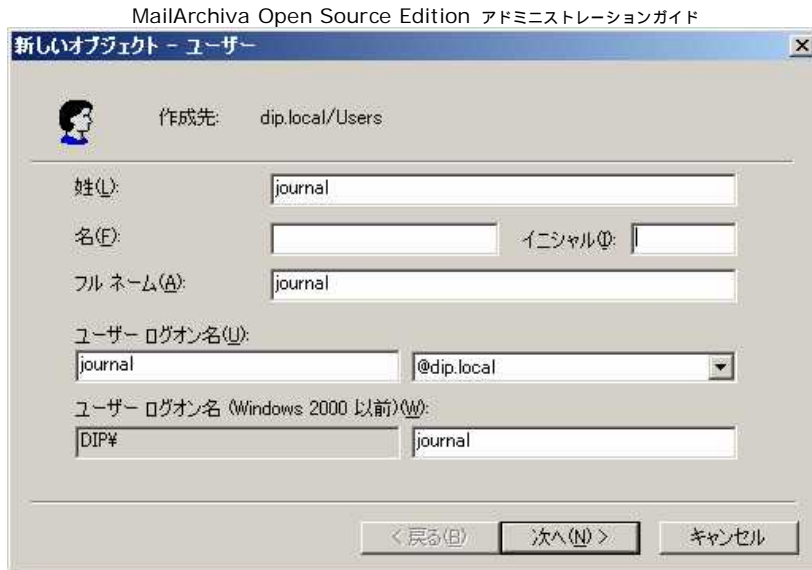 MailArchiva Open Source Edition アドミニストレーションガイド
新しいオブジェクト - ユーザー
作成先: dip.local/Users
姓(L): journal
名(F): イニシャル(I):
フル ネーム(A): journal
ユーザー ログオン名(U):
journal @dip.local
ユーザー ログオン名 (Windows 2000 以前)(W):
DIP¥ journal
< 戻る(B) 次へ(N) > キャンセル